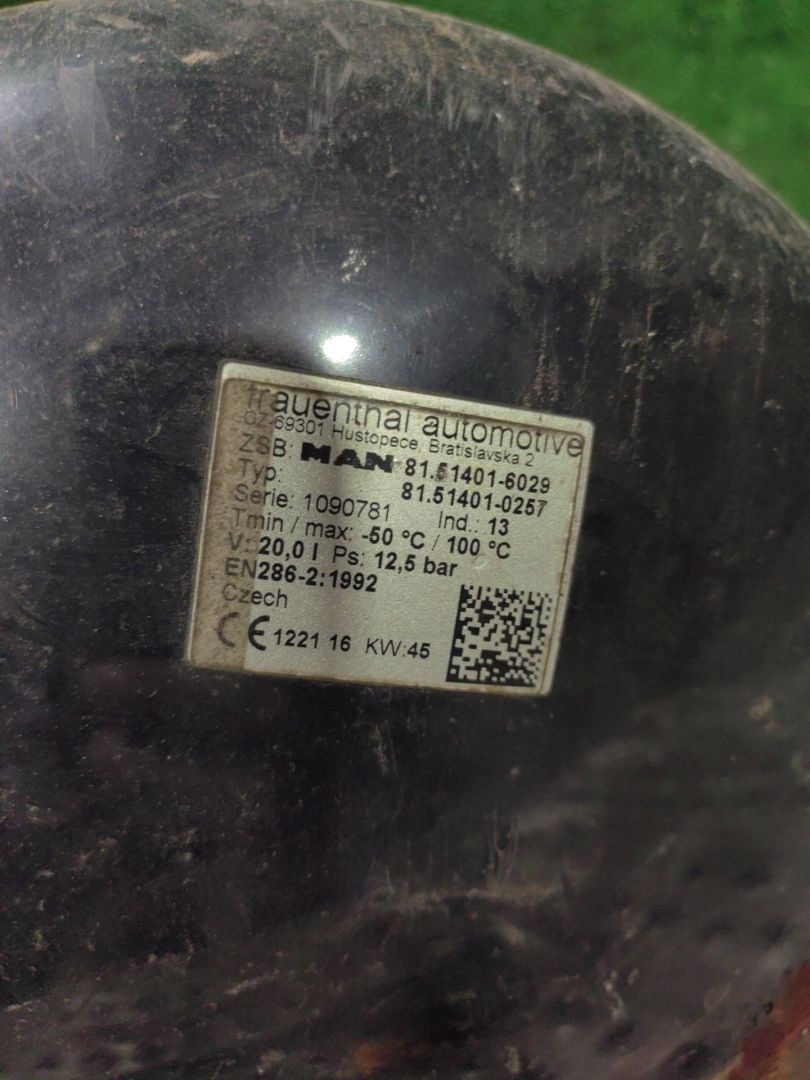 frauenthal automotive
CZ-69301 Hustopece, Bratislavska 2
ZSB: MAN 81.51401-6029
Typ: 81.51401-0257
Serie: 1090781 Ind.: 13
Tmin / max: -50 °C / 100 °C
V: 20,0 l Ps: 12,5 bar
EN286-2:1992
Czech
CE 1221 16 KW:45